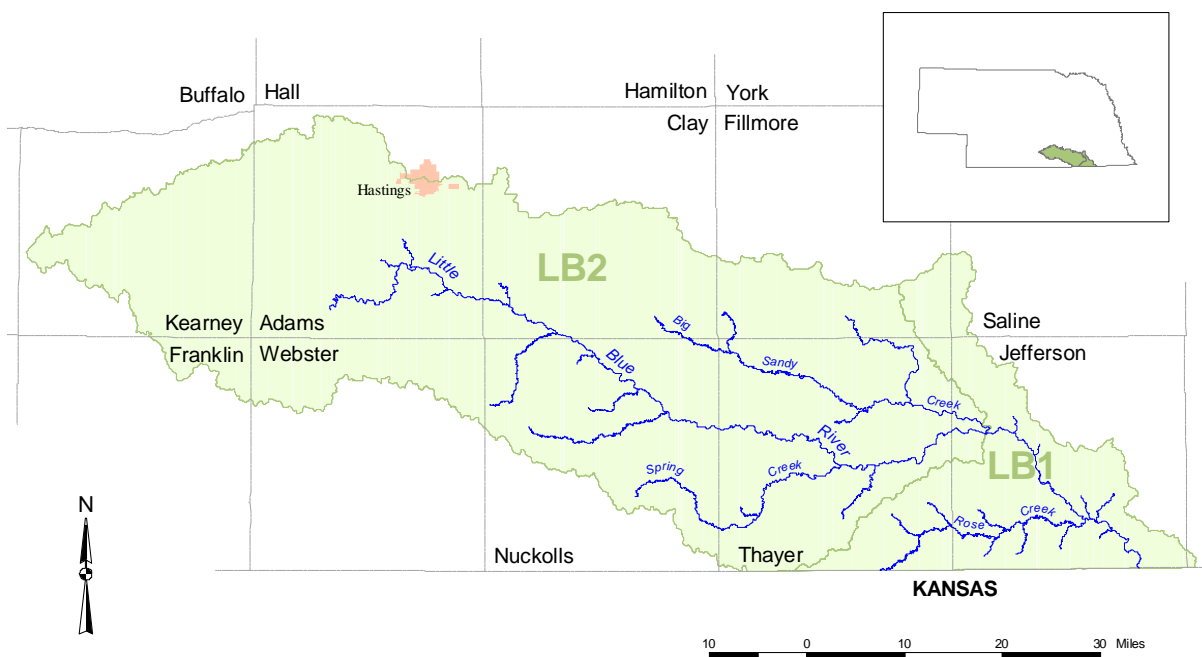 Buffalo Hall
Hamilton York
Clay Fillmore
Hastings
Little
LB2
Kearney Adams
Franklin Webster
Saline
Jefferson
Big
Sandy
Creek
Blue
River
LB1
Spring
Creek
Rose
Creek
N
Nuckolls
Thayer
KANSAS
10 0 10 20 30 Miles